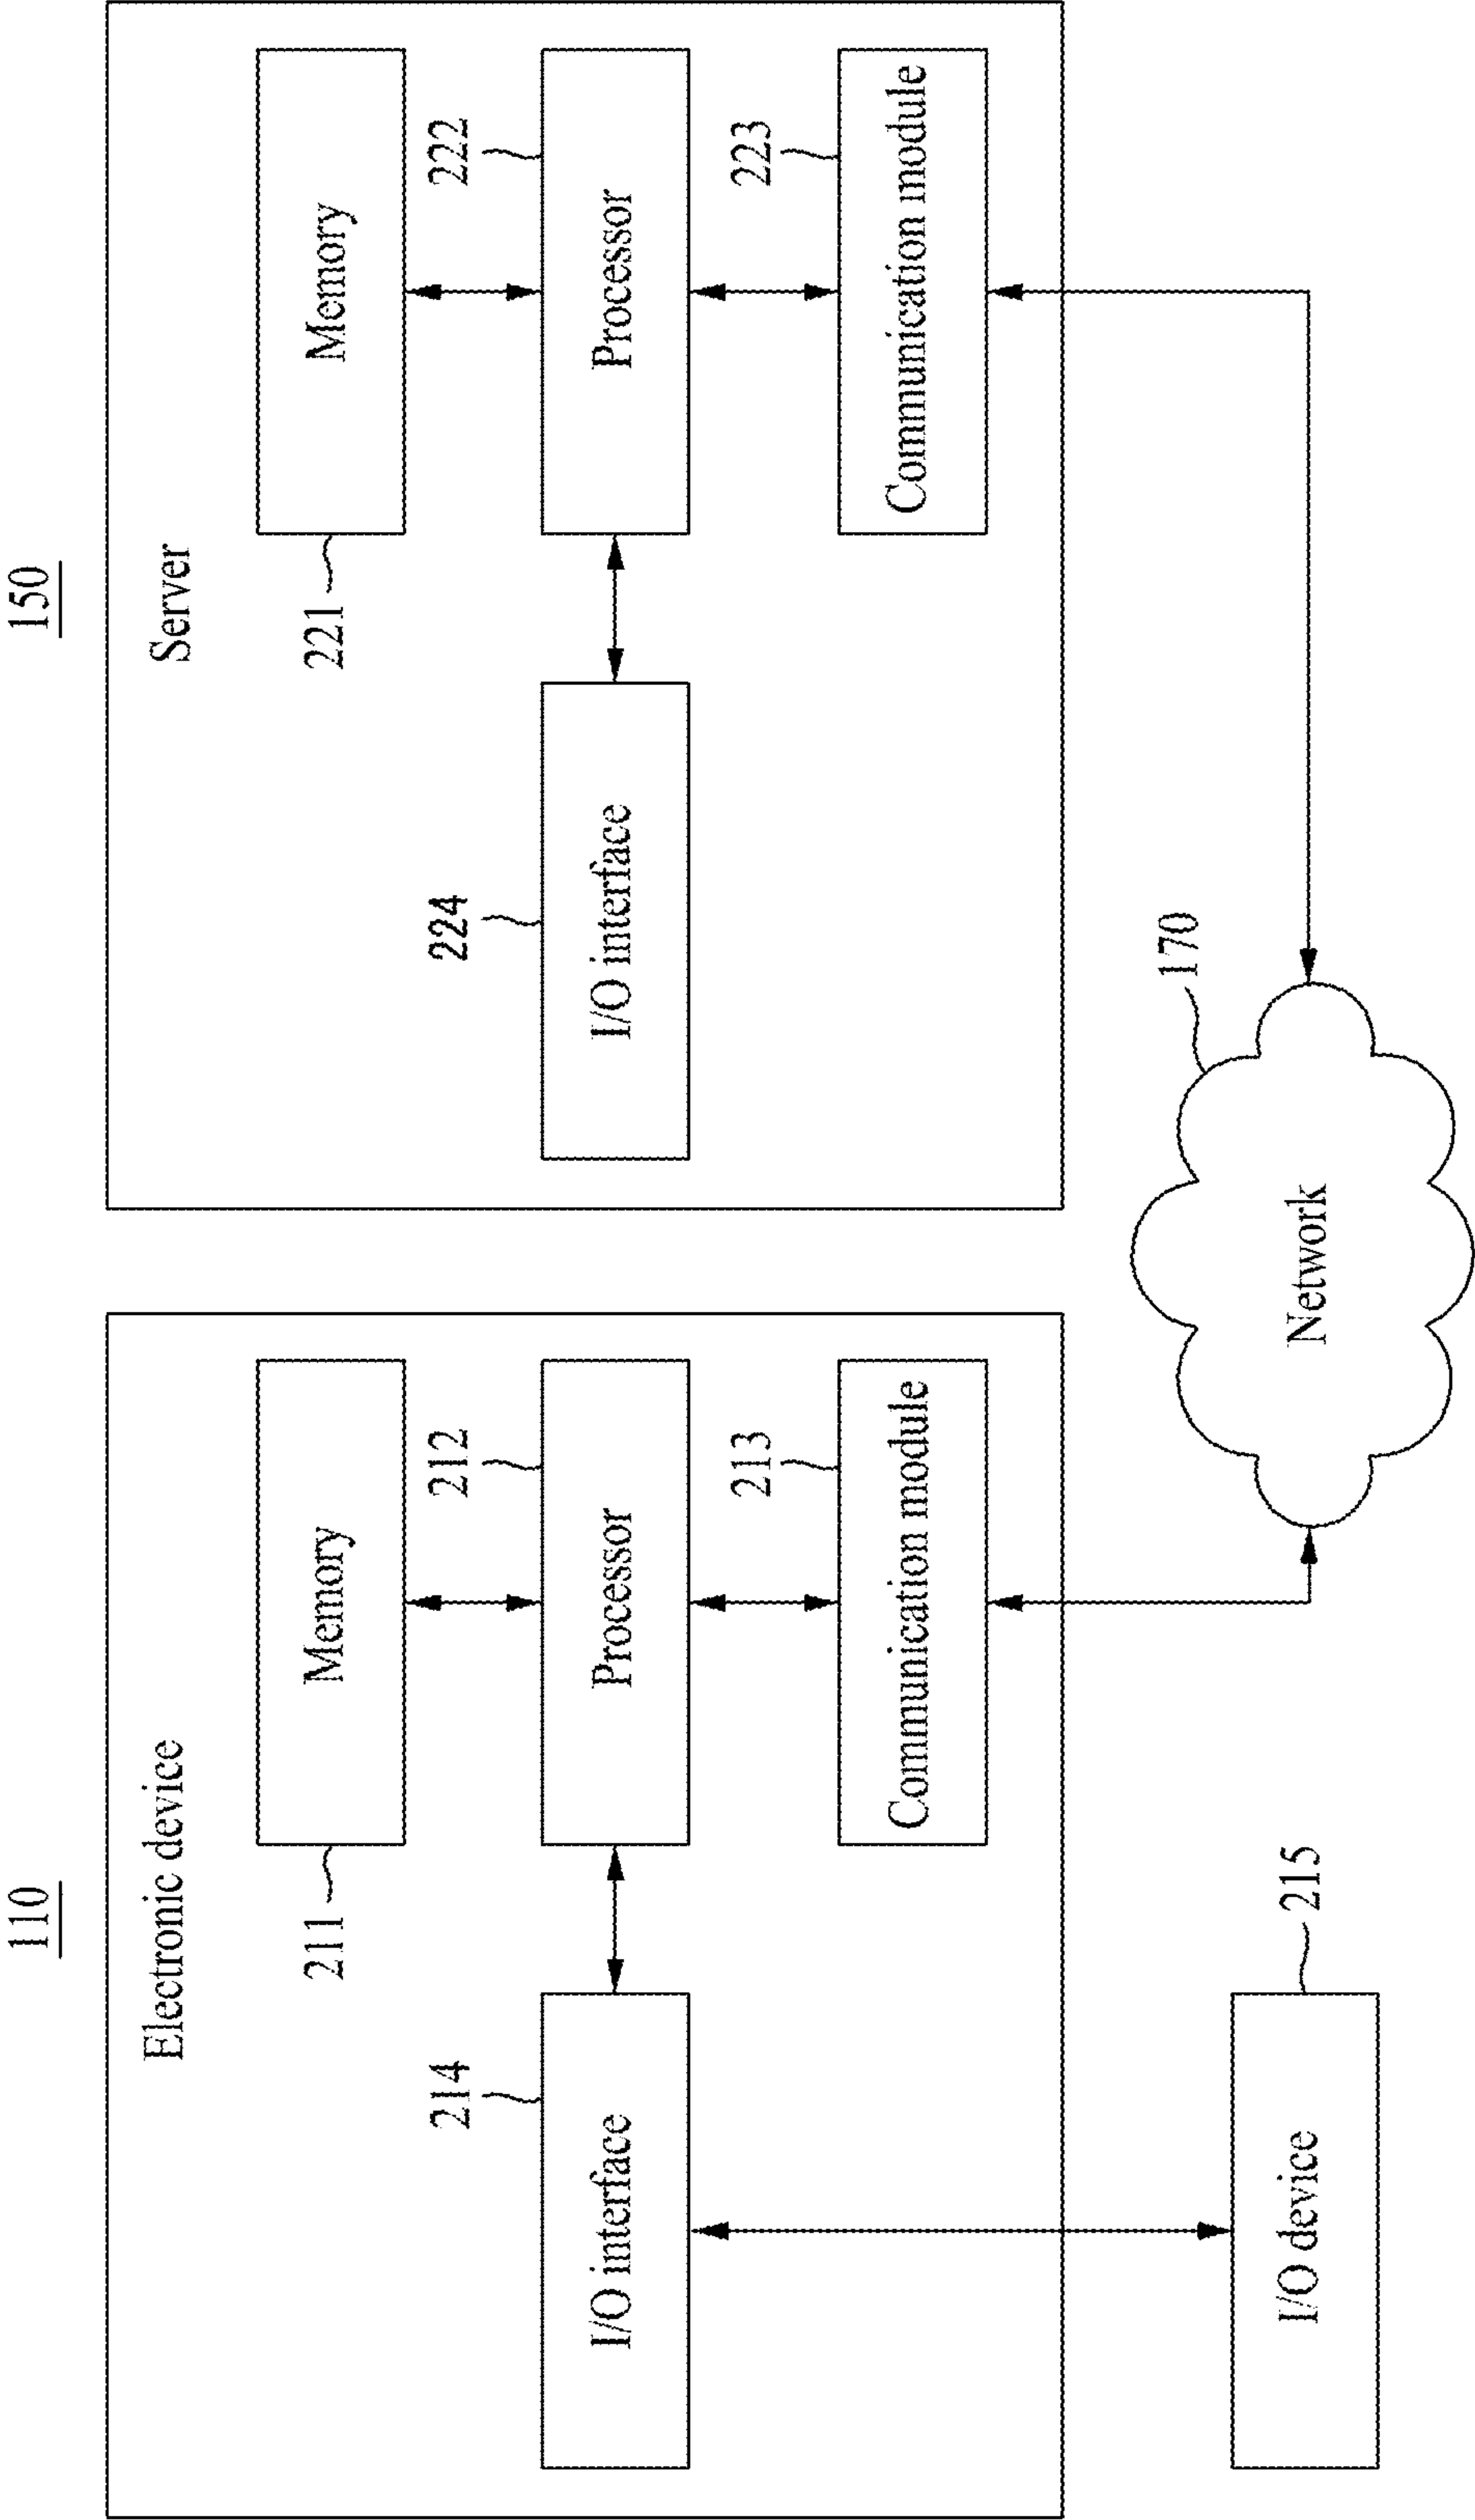 110
150
Electronic device
Server
211
Memory
221
Memory
214
212
224
222
I/O interface
Processor
I/O interface
Processor
213
223
Communication module
Communication module
170
215
I/O device
Network